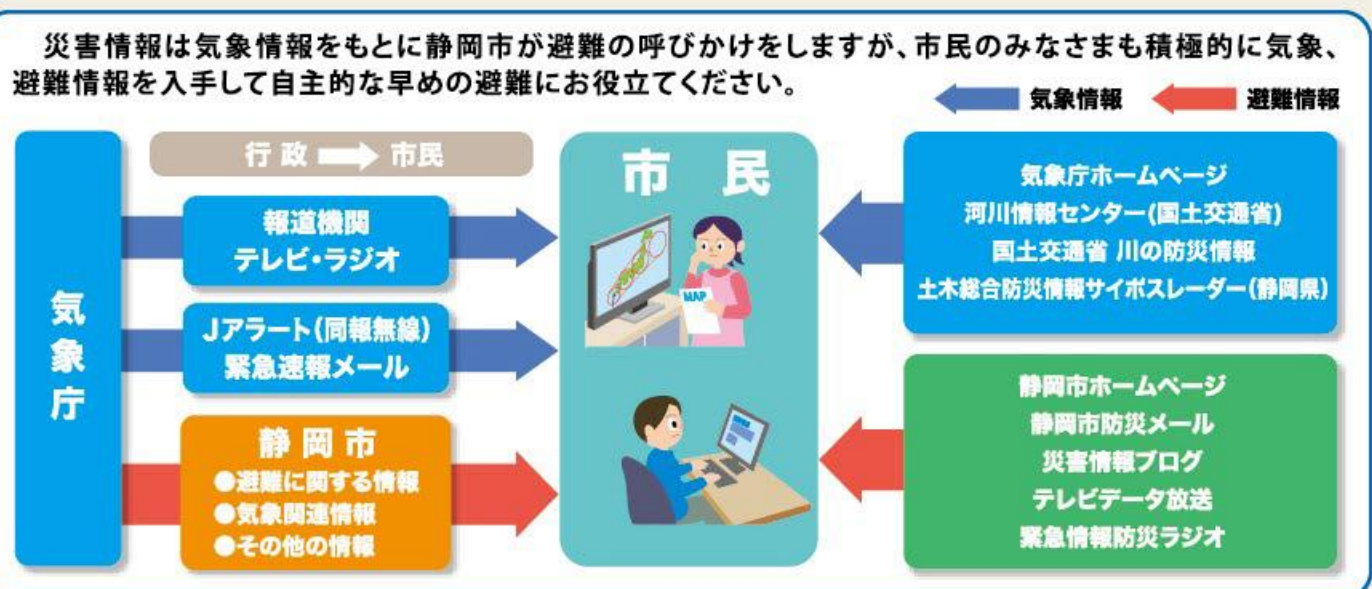 災害情報は気象情報をもとに静岡市が避難の呼びかけをしますが、市民のみなさまも積極的に気象、
避難情報を入手して自主的な早めの避難にお役立てください。
気象情報
避難情報
気象庁
行政
市民
報道機関
テレビ・ラジオ
Jアラート(同報無線)
緊急速報メール
静岡市
●避難に関する情報
●気象関連情報
●その他の情報
市民
MAP
気象庁ホームページ
河川情報センター(国土交通省)
国土交通省 川の防災情報
土木総合防災情報サイポスレーダー(静岡県)
静岡市ホームページ
静岡市防災メール
災害情報ブログ
テレビデータ放送
緊急情報防災ラジオ